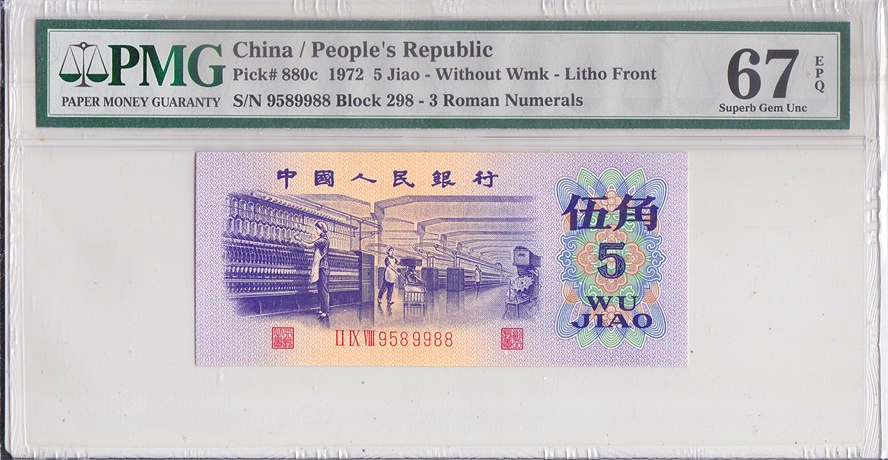 PMG
PAPER MONEY GUARANTY
China / People's Republic
Pick# 880c 1972 5 Jiao - Without Wmk - Litho Front
S/N 9589988 Block 298 - 3 Roman Numerals
67
EPQ
Superb Gem Unc
中國人民銀行
伍角
5
WU
JIAO
II IX VIII 9589988